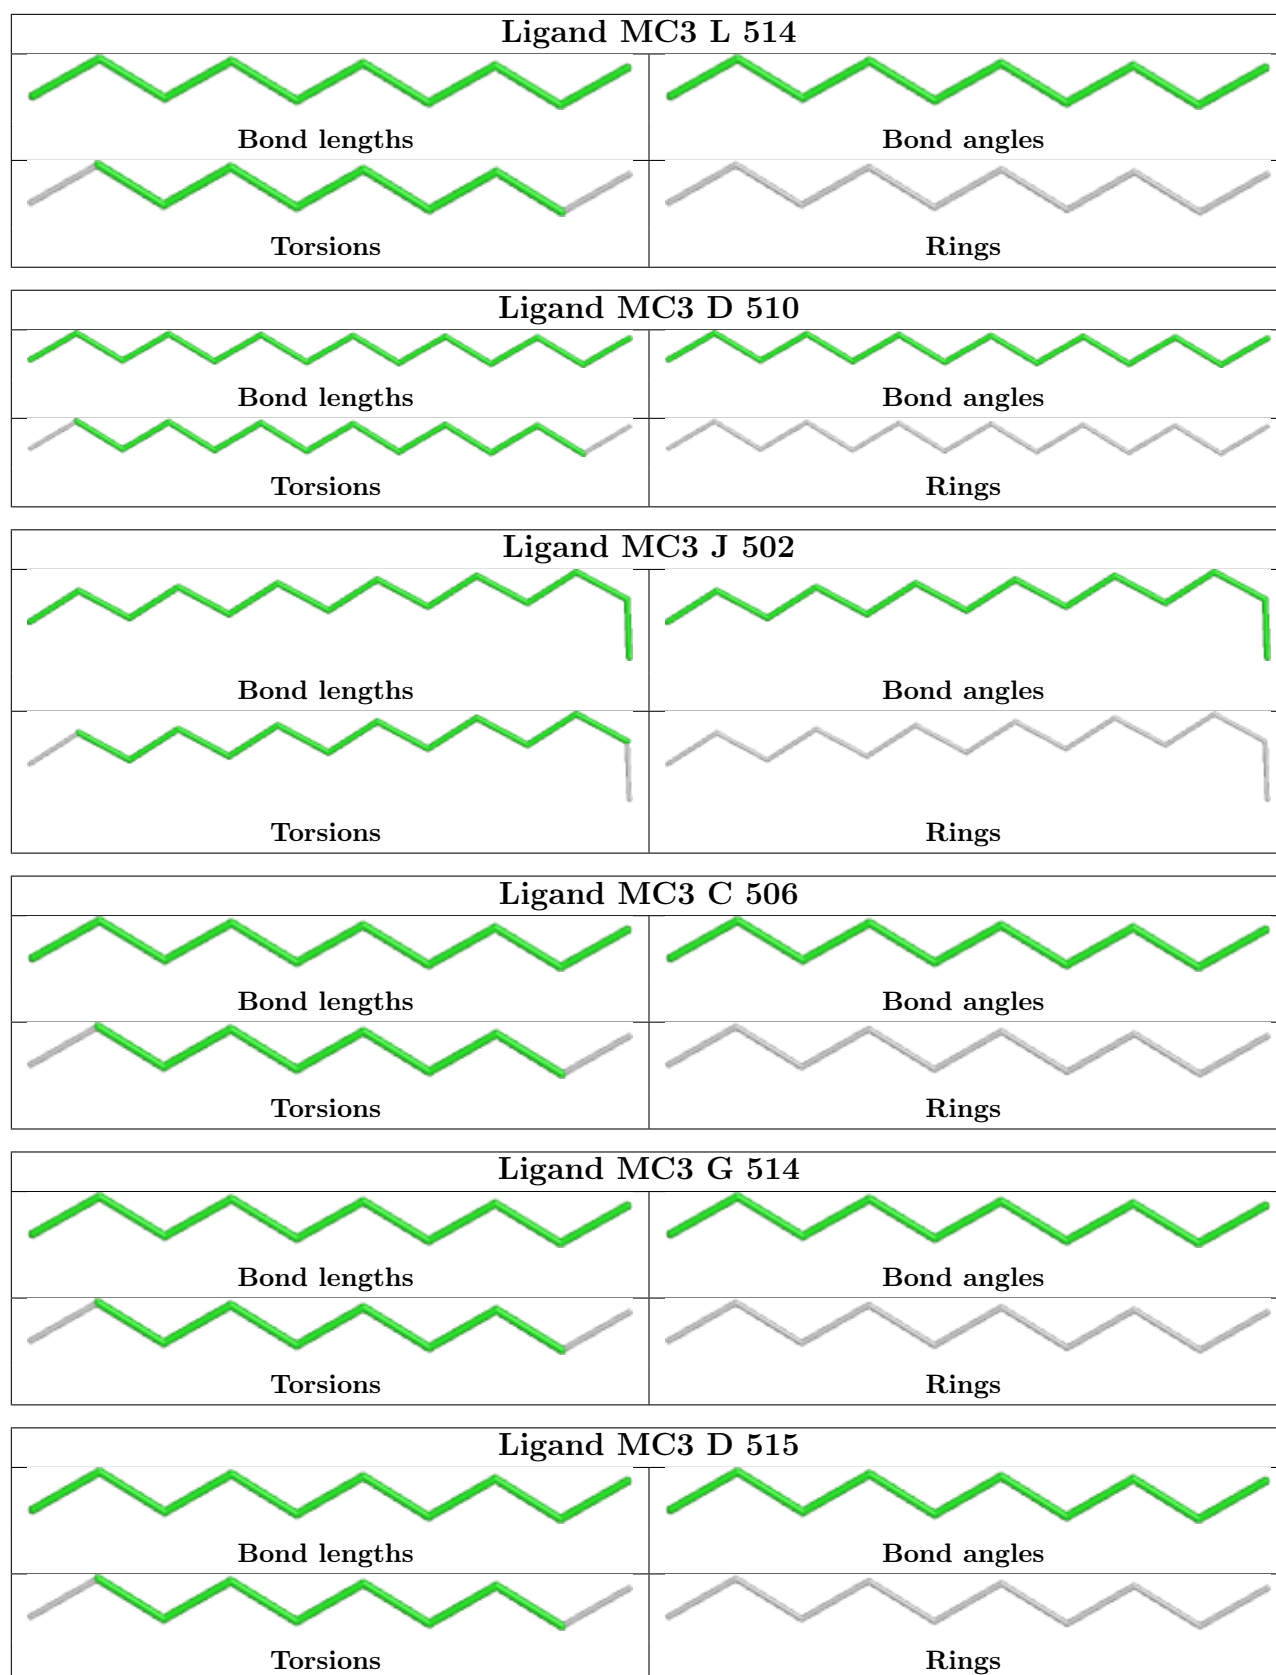 Ligand MC3 L 514
Bond lengths Bond angles
Torsions Rings
Ligand MC3 D 510
Bond lengths Bond angles
Torsions Rings
Ligand MC3 J 502
Bond lengths Bond angles
Torsions Rings
Ligand MC3 C 506
Bond lengths Bond angles
Torsions Rings
Ligand MC3 G 514
Bond lengths Bond angles
Torsions Rings
Ligand MC3 D 515
Bond lengths Bond angles
Torsions Rings